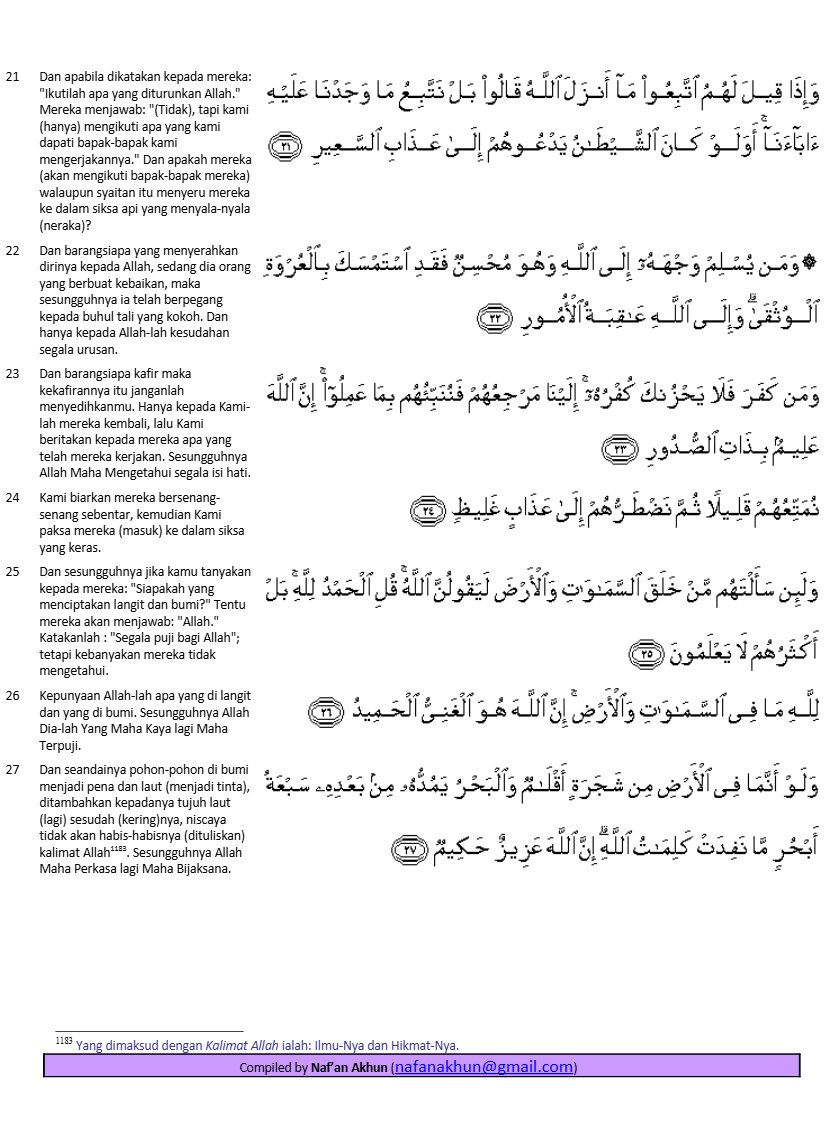 21 Dan apabila dikatakan kepada mereka:
"Ikutilah apa yang diturunkan Allah."
Mereka menjawab: "(Tidak), tapi kami
(hanya) mengikuti apa yang kami
dapati bapak-bapak kami
mengerjakannya." Dan apakah mereka
(akan mengikuti bapak-bapak mereka)
walaupun syaitan itu menyeru mereka
ke dalam siksa api yang menyala-nyala
(neraka)?
وَإِذَا قِيلَ لَهُمُ ٱتَّبِعُوا۟ مَآ أَنزَلَ ٱللَّهُ قَالُوا۟ بَلْ نَتَّبِعُ مَا وَجَدْنَا عَلَيْهِ
ءَابَآءَنَآ ۚ أَوَلَوْ كَانَ ٱلشَّيْطَـٰنُ يَدْعُوهُمْ إِلَىٰ عَذَابِ ٱلسَّعِيرِ ٢١
22 Dan barangsiapa yang menyerahkan
dirinya kepada Allah, sedang dia orang
yang berbuat kebaikan, maka
sesungguhnya ia telah berpegang
kepada buhul tali yang kokoh. Dan
hanya kepada Allah-lah kesudahan
segala urusan.
۞ وَمَن يُسْلِمْ وَجْهَهُۥٓ إِلَى ٱللَّهِ وَهُوَ مُحْسِنٌ فَقَدِ ٱسْتَمْسَكَ بِٱلْعُرْوَةِ
ٱلْوُثْقَىٰ ۗ وَإِلَى ٱللَّهِ عَـٰقِبَةُ ٱلْأُمُورِ ٢٢
23 Dan barangsiapa kafir maka
kekafirannya itu janganlah
menyedihkanmu. Hanya kepada Kami-
lah mereka kembali, lalu Kami
beritakan kepada mereka apa yang
telah mereka kerjakan. Sesungguhnya
Allah Maha Mengetahui segala isi hati.
وَمَن كَفَرَ فَلَا يَحْزُنكَ كُفْرُهُۥٓ ۚ إِلَيْنَا مَرْجِعُهُمْ فَنُنَبِّئُهُم بِمَا عَمِلُوٓا۟ ۚ إِنَّ ٱللَّهَ
عَلِيمٌۢ بِذَاتِ ٱلصُّدُورِ ٢٣
24 Kami biarkan mereka bersenang-
senang sebentar, kemudian Kami
paksa mereka (masuk) ke dalam siksa
yang keras.
نُمَتِّعُهُمْ قَلِيلًا ثُمَّ نَضْطَرُّهُمْ إِلَىٰ عَذَابٍ غَلِيظٍ ٢٤
25 Dan sesungguhnya jika kamu tanyakan
kepada mereka: "Siapakah yang
menciptakan langit dan bumi?" Tentu
mereka akan menjawab: "Allah."
Katakanlah : "Segala puji bagi Allah";
tetapi kebanyakan mereka tidak
mengetahui.
وَلَئِن سَأَلْتَهُم مَّنْ خَلَقَ ٱلسَّمَـٰوَٰتِ وَٱلْأَرْضَ لَيَقُولُنَّ ٱللَّهُ ۚ قُلِ ٱلْحَمْدُ لِلَّهِ ۚ بَلْ
أَكْثَرُهُمْ لَا يَعْلَمُونَ ٢٥
26 Kepunyaan Allah-lah apa yang di langit
dan yang di bumi. Sesungguhnya Allah
Dia-lah Yang Maha Kaya lagi Maha
Terpuji.
لِلَّهِ مَا فِى ٱلسَّمَـٰوَٰتِ وَٱلْأَرْضِ ۚ إِنَّ ٱللَّهَ هُوَ ٱلْغَنِىُّ ٱلْحَمِيدُ ٢٦
27 Dan seandainya pohon-pohon di bumi
menjadi pena dan laut (menjadi tinta),
ditambahkan kepadanya tujuh laut
(lagi) sesudah (kering)nya, niscaya
tidak akan habis-habisnya (dituliskan)
kalimat Allah1183. Sesungguhnya Allah
Maha Perkasa lagi Maha Bijaksana.
وَلَوْ أَنَّمَا فِى ٱلْأَرْضِ مِن شَجَرَةٍ أَقْلَـٰمٌ وَٱلْبَحْرُ يَمُدُّهُۥ مِنۢ بَعْدِهِۦ سَبْعَةُ
أَبْحُرٍ مَّا نَفِدَتْ كَلِمَـٰتُ ٱللَّهِ ۗ إِنَّ ٱللَّهَ عَزِيزٌ حَكِيمٌ ٢٧
1183 Yang dimaksud dengan Kalimat Allah ialah: Ilmu-Nya dan Hikmat-Nya.
Compiled by Naf'an Akhun (nafanakhun@gmail.com)